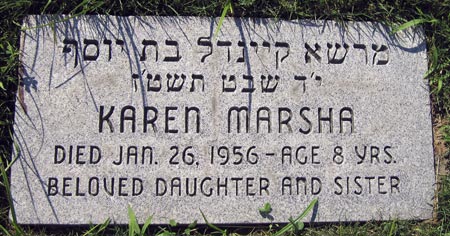 מרשא קיינדל בת יוסף
י״ד שבט תשט״ז
KAREN MARSHA
DIED JAN. 26, 1956 - AGE 8 YRS.
BELOVED DAUGHTER AND SISTER